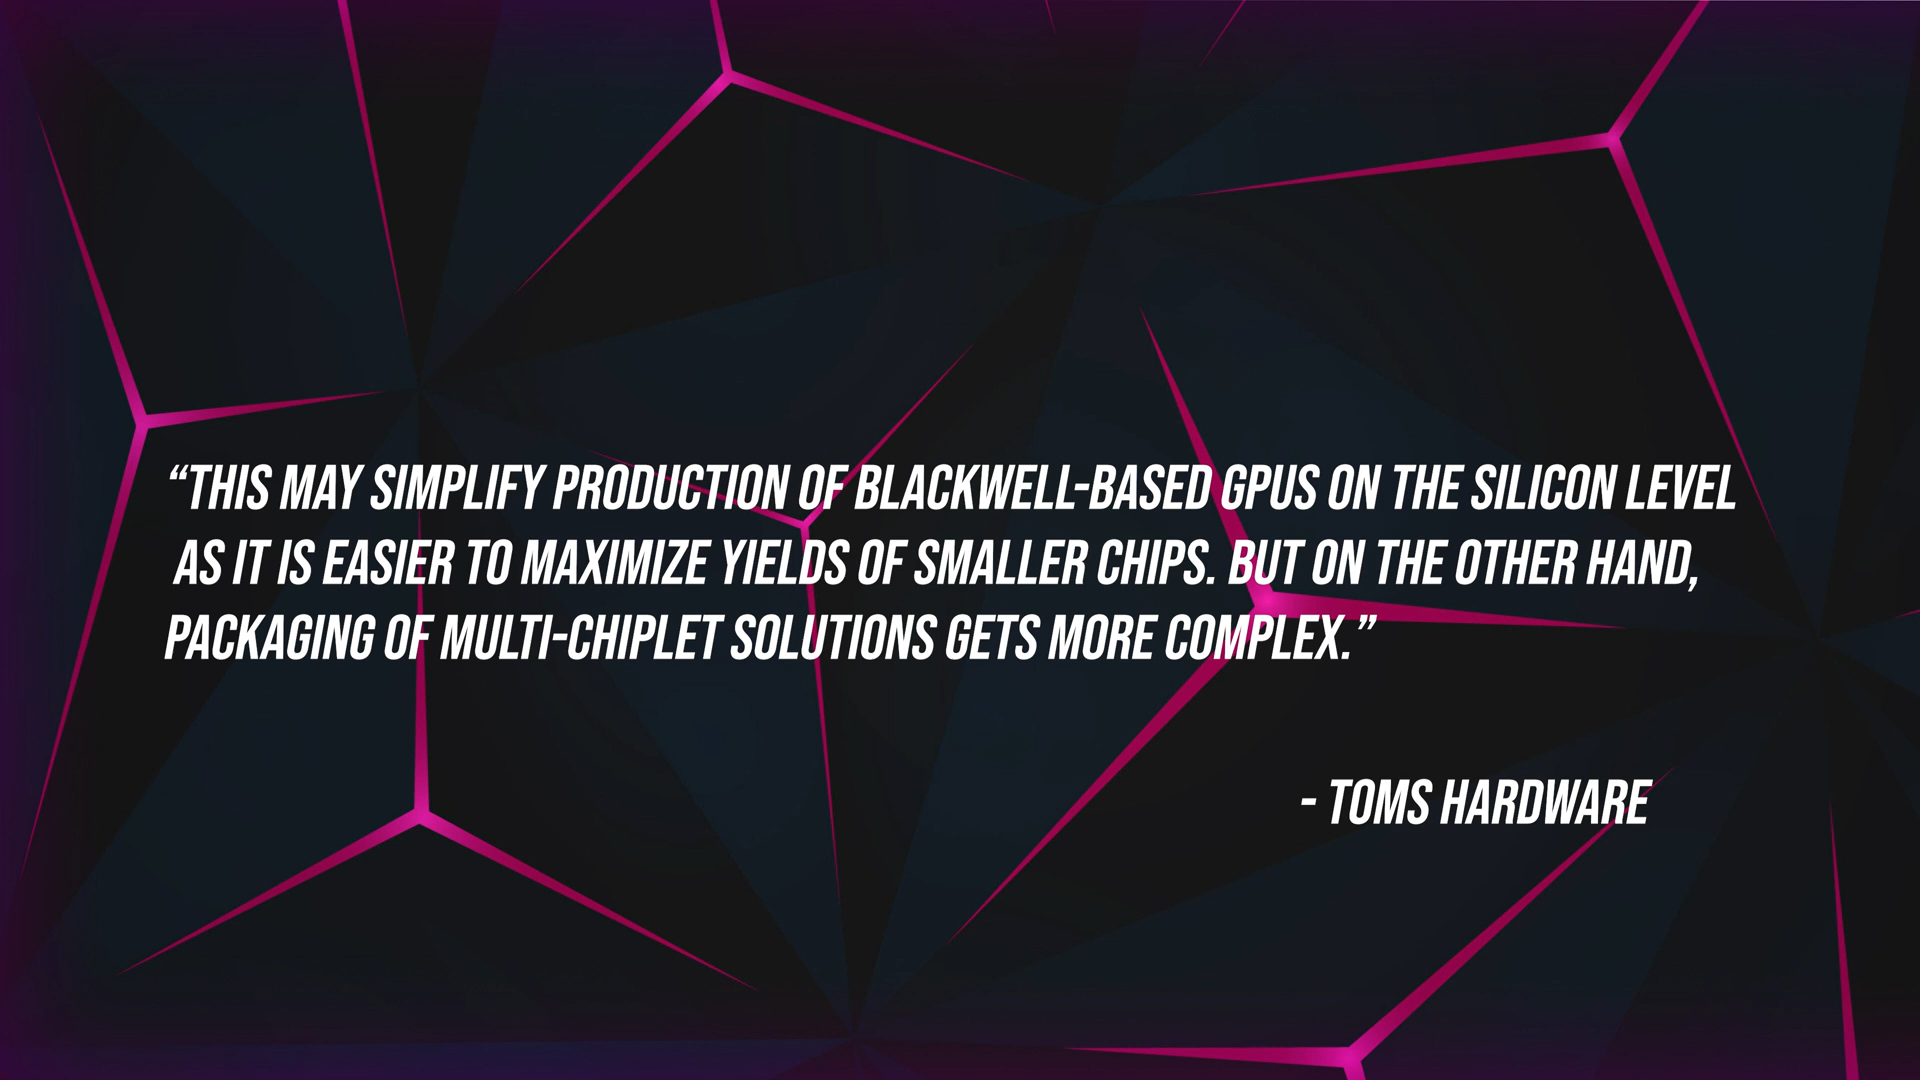 “THIS MAY SIMPLIFY PRODUCTION OF BLACKWELL-BASED GPUS ON THE SILICON LEVEL
AS IT IS EASIER TO MAXIMIZE YIELDS OF SMALLER CHIPS. BUT ON THE OTHER HAND,
PACKAGING OF MULTI-CHIPLET SOLUTIONS GETS MORE COMPLEX.”
- TOMS HARDWARE